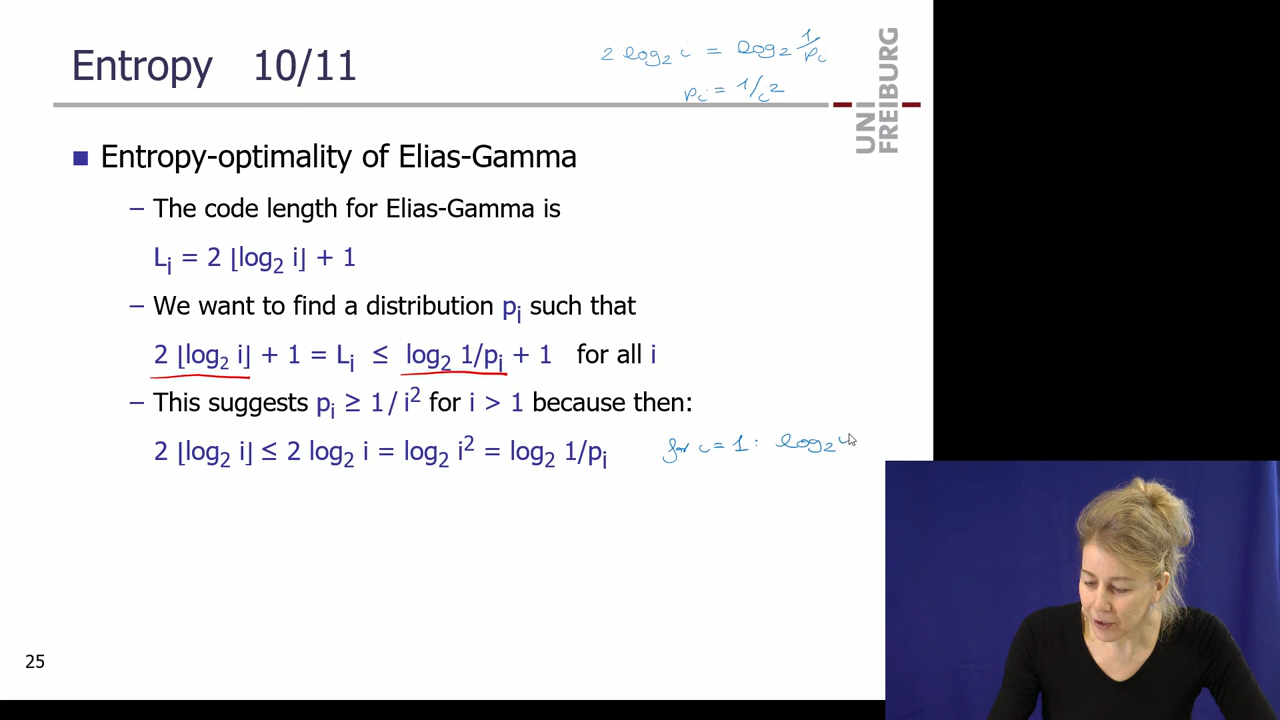 Entropy 10/11
2 log₂ i = log₂ 1/pᵢ
pᵢ = 1/i²
UNI
FREIBURG
■ Entropy-optimality of Elias-Gamma
– The code length for Elias-Gamma is
Lᵢ = 2 ⌊log₂ i⌋ + 1
– We want to find a distribution pᵢ such that
2 ⌊log₂ i⌋ + 1 = Lᵢ ≤ log₂ 1/pᵢ + 1 for all i
– This suggests pᵢ ≥ 1 / i² for i > 1 because then:
2 ⌊log₂ i⌋ ≤ 2 log₂ i = log₂ i² = log₂ 1/pᵢ for i = 1: log₂ i
25